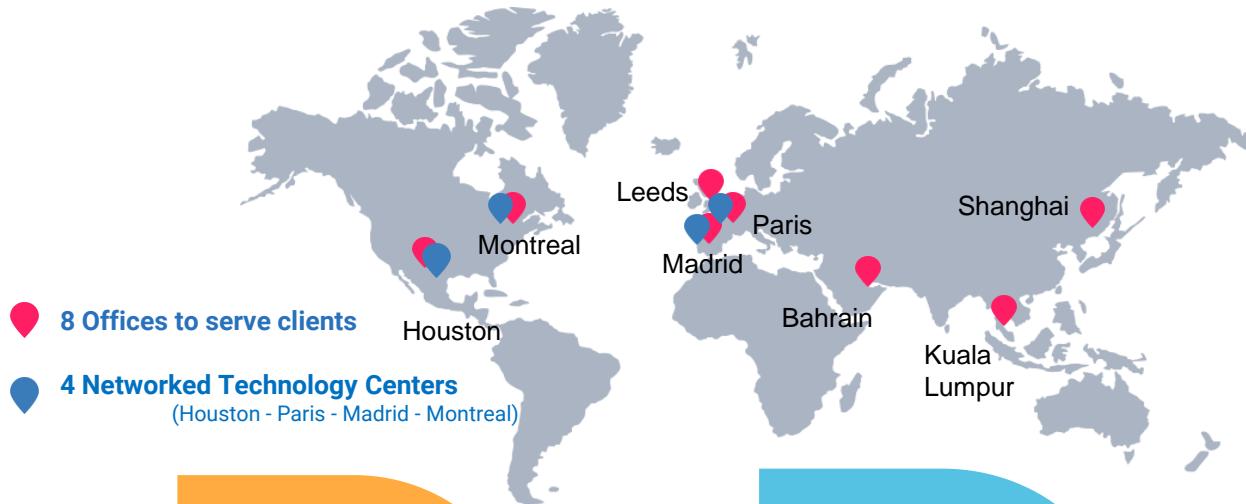 Leeds
Shanghai
Paris
Montreal
Madrid
Bahrain
8 Offices to serve clients
Houston
Kuala
Lumpur
4 Networked Technology Centers
(Houston - Paris - Madrid - Montreal)